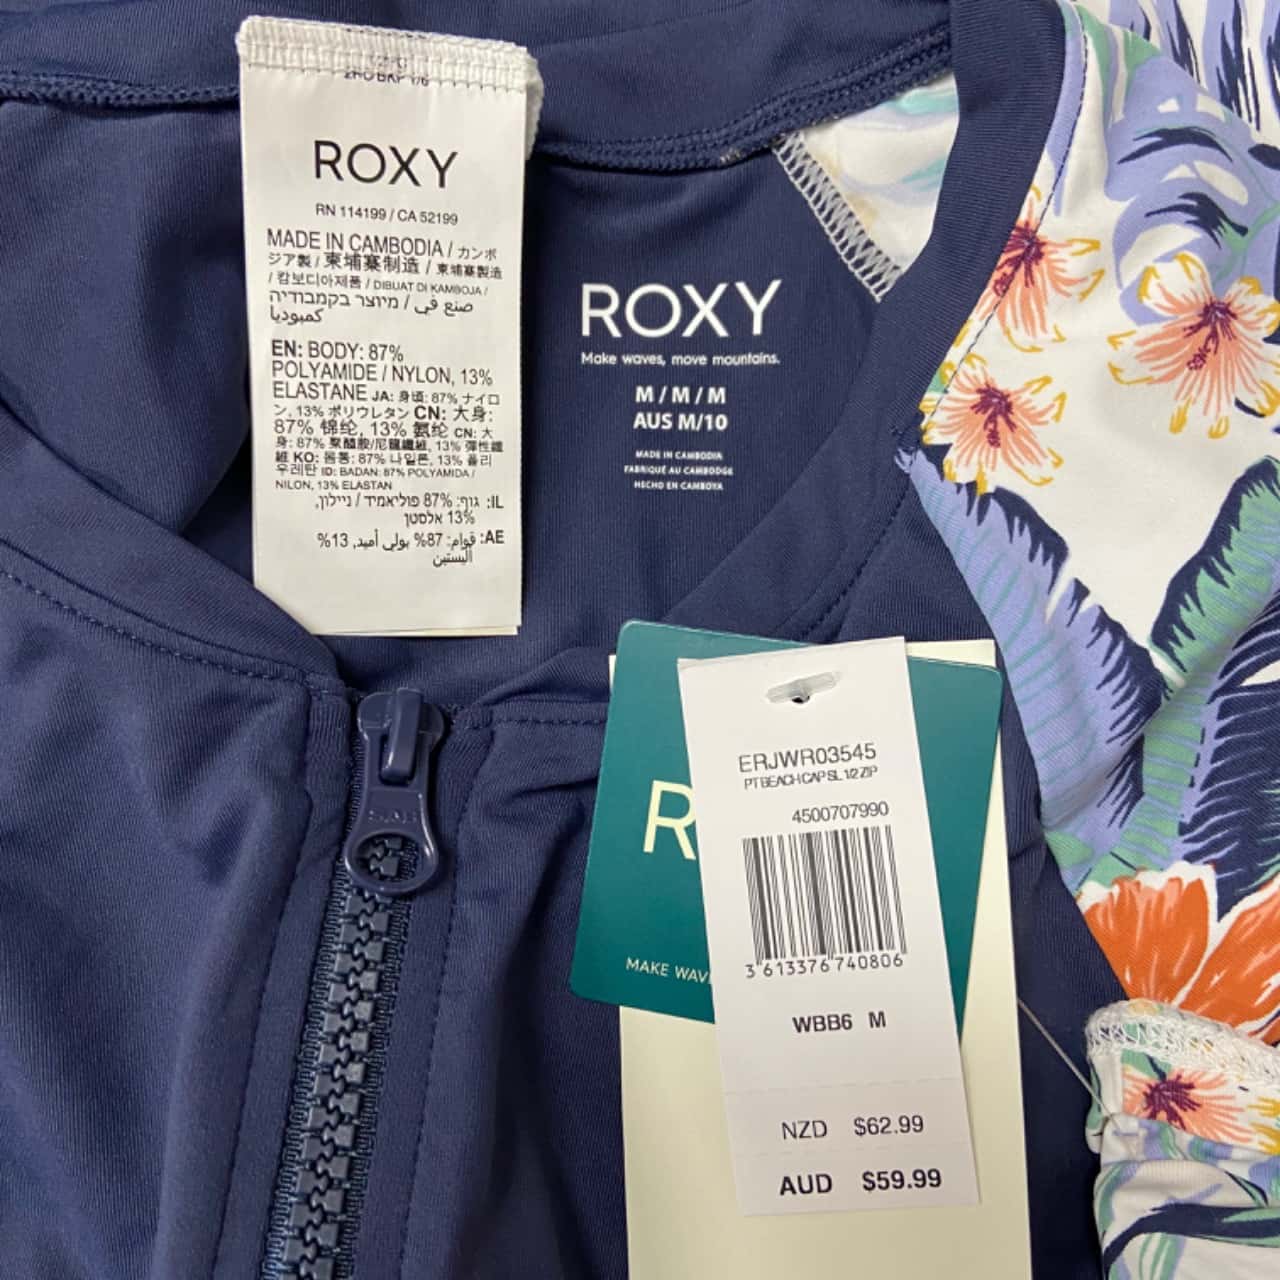 2HO BKP 1/6
ROXY
RN 114199 / CA 52199
MADE IN CAMBODIA / カンボ
ジア製 / 柬埔寨制造 / 柬埔寨製造
/ 캄보디아제품 / DIBUAT DI KAMBOJA /
صنع في / מיוצר בקמבודיה
كمبوديا
EN: BODY: 87%
POLYAMIDE / NYLON, 13%
ELASTANE JA: 身頃: 87% ナイロ
ン, 13% ポリウレタン CN: 大身:
87% 锦纶, 13% 氨纶 CN: 大
身: 87% 聚醯胺/尼龍纖維, 13% 彈性纖
維 KO: 몸통: 87% 나일론, 13% 폴리
우레탄 ID: BADAN: 87% POLYAMIDA /
NILON, 13% ELASTAN
IL: גוף: 87% פוליאמיד / ניילון,
13% אלסטן
AE: قوام: 87% بولي أميد, 13%
اليستين
ROXY
Make waves, move mountains.
M / M / M
AUS M/10
MADE IN CAMBODIA
FABRIQUÉ AU CAMBODGE
HECHO EN CAMBOYA
SAB
R
MAKE WAV
ERJWR03545
PT BEACH CAP SL 1/2 ZIP
4500707990
3 613376 740806
WBB6 M
NZD $62.99
AUD $59.99